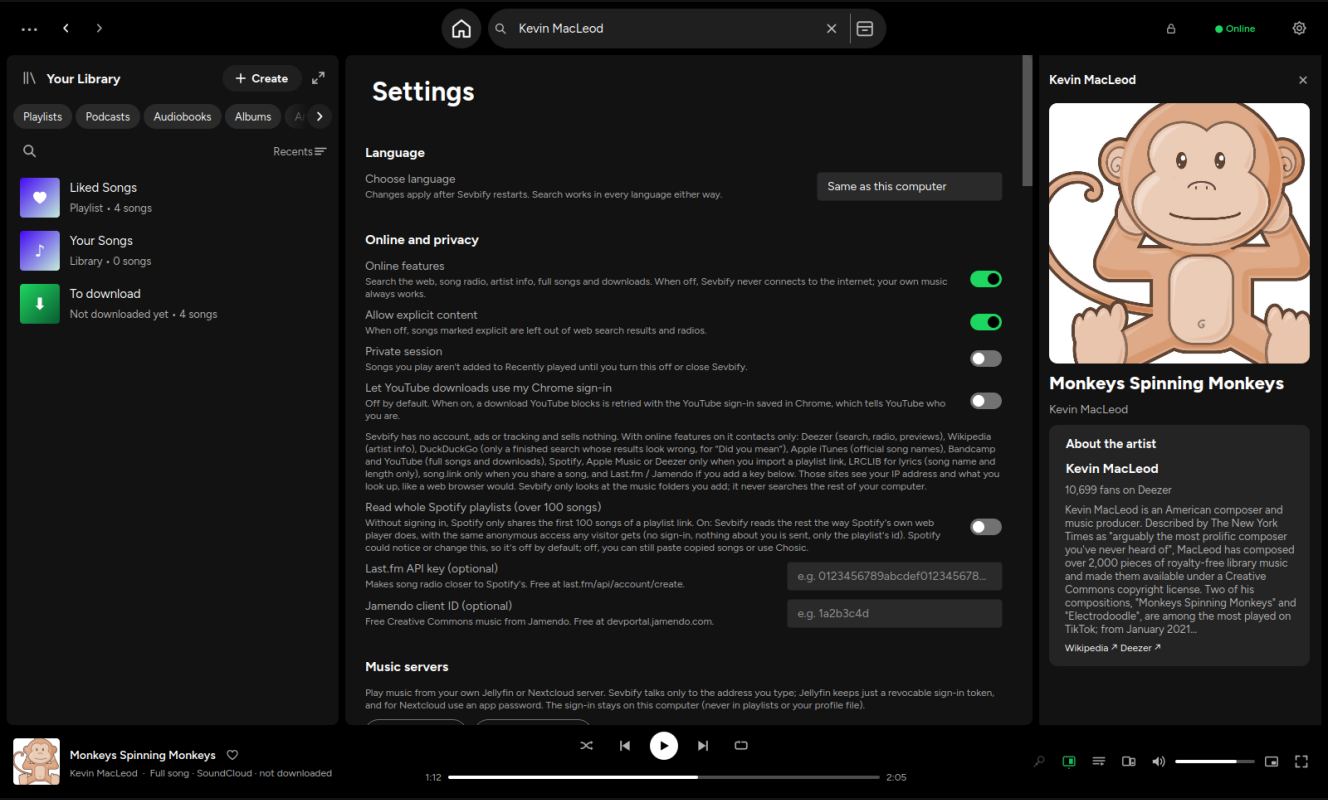 Kevin MacLeod
Online
Your Library
Create
Playlists
Podcasts
Audiobooks
Albums
Recents
Liked Songs
Playlist • 4 songs
Your Songs
Library • 0 songs
To download
Not downloaded yet • 4 songs
Settings
Language
Choose language
Changes apply after Sevbify restarts. Search works in every language either way.
Same as this computer
Online and privacy
Online features
Search the web, song radio, artist info, full songs and downloads. When off, Sevbify never connects to the internet; your own music
always works.
Allow explicit content
When off, songs marked explicit are left out of web search results and radios.
Private session
Songs you play aren't added to Recently played until you turn this off or close Sevbify.
Let YouTube downloads use my Chrome sign-in
Off by default. When on, a download YouTube blocks is retried with the YouTube sign-in saved in Chrome, which tells YouTube who
you are.
Sevbify has no account, ads or tracking and sells nothing. With online features on it contacts only: Deezer (search, radio, previews), Wikipedia
(artist info), DuckDuckGo (only a finished search whose results look wrong, for "Did you mean"), Apple iTunes (official song names), Bandcamp
and YouTube (full songs and downloads), Spotify, Apple Music or Deezer only when you import a playlist link, LRCLIB for lyrics (song name and
length only), song.link only when you share a song, and Last.fm / Jamendo if you add a key below. Those sites see your IP address and what you
look up, like a web browser would. Sevbify only looks at the music folders you add; it never searches the rest of your computer.
Read whole Spotify playlists (over 100 songs)
Without signing in, Spotify only shares the first 100 songs of a playlist link. On: Sevbify reads the rest the way Spotify's own web
player does, with the same anonymous access any visitor gets (no sign-in, nothing about you is sent, only the playlist's id). Spotify
could notice or change this, so it's off by default; off, you can still paste copied songs or use Chosic.
Last.fm API key (optional)
Makes song radio closer to Spotify's. Free at last.fm/api/account/create.
e.g. 0123456789abcdef012345678...
Jamendo client ID (optional)
Free Creative Commons music from Jamendo. Free at devportal.jamendo.com.
e.g. 1a2b3c4d
Music servers
Play music from your own Jellyfin or Nextcloud server. Sevbify talks only to the address you type; Jellyfin keeps just a revocable sign-in token,
and for Nextcloud use an app password. The sign-in stays on this computer (never in playlists or your profile file).
Kevin MacLeod
Monkeys Spinning Monkeys
Kevin MacLeod
About the artist
Kevin MacLeod
10,699 fans on Deezer
Kevin MacLeod is an American composer and
music producer. Described by The New York
Times as "arguably the most prolific composer
you've never heard of", MacLeod has composed
over 2,000 pieces of royalty-free library music
and made them available under a Creative
Commons copyright license. Two of his
compositions, "Monkeys Spinning Monkeys" and
"Electrodoodle", are among the most played on
TikTok; from January 2021...
Wikipedia ↗ Deezer ↗
Monkeys Spinning Monkeys
Kevin MacLeod · Full song · SoundCloud · not downloaded
1:12
2:05